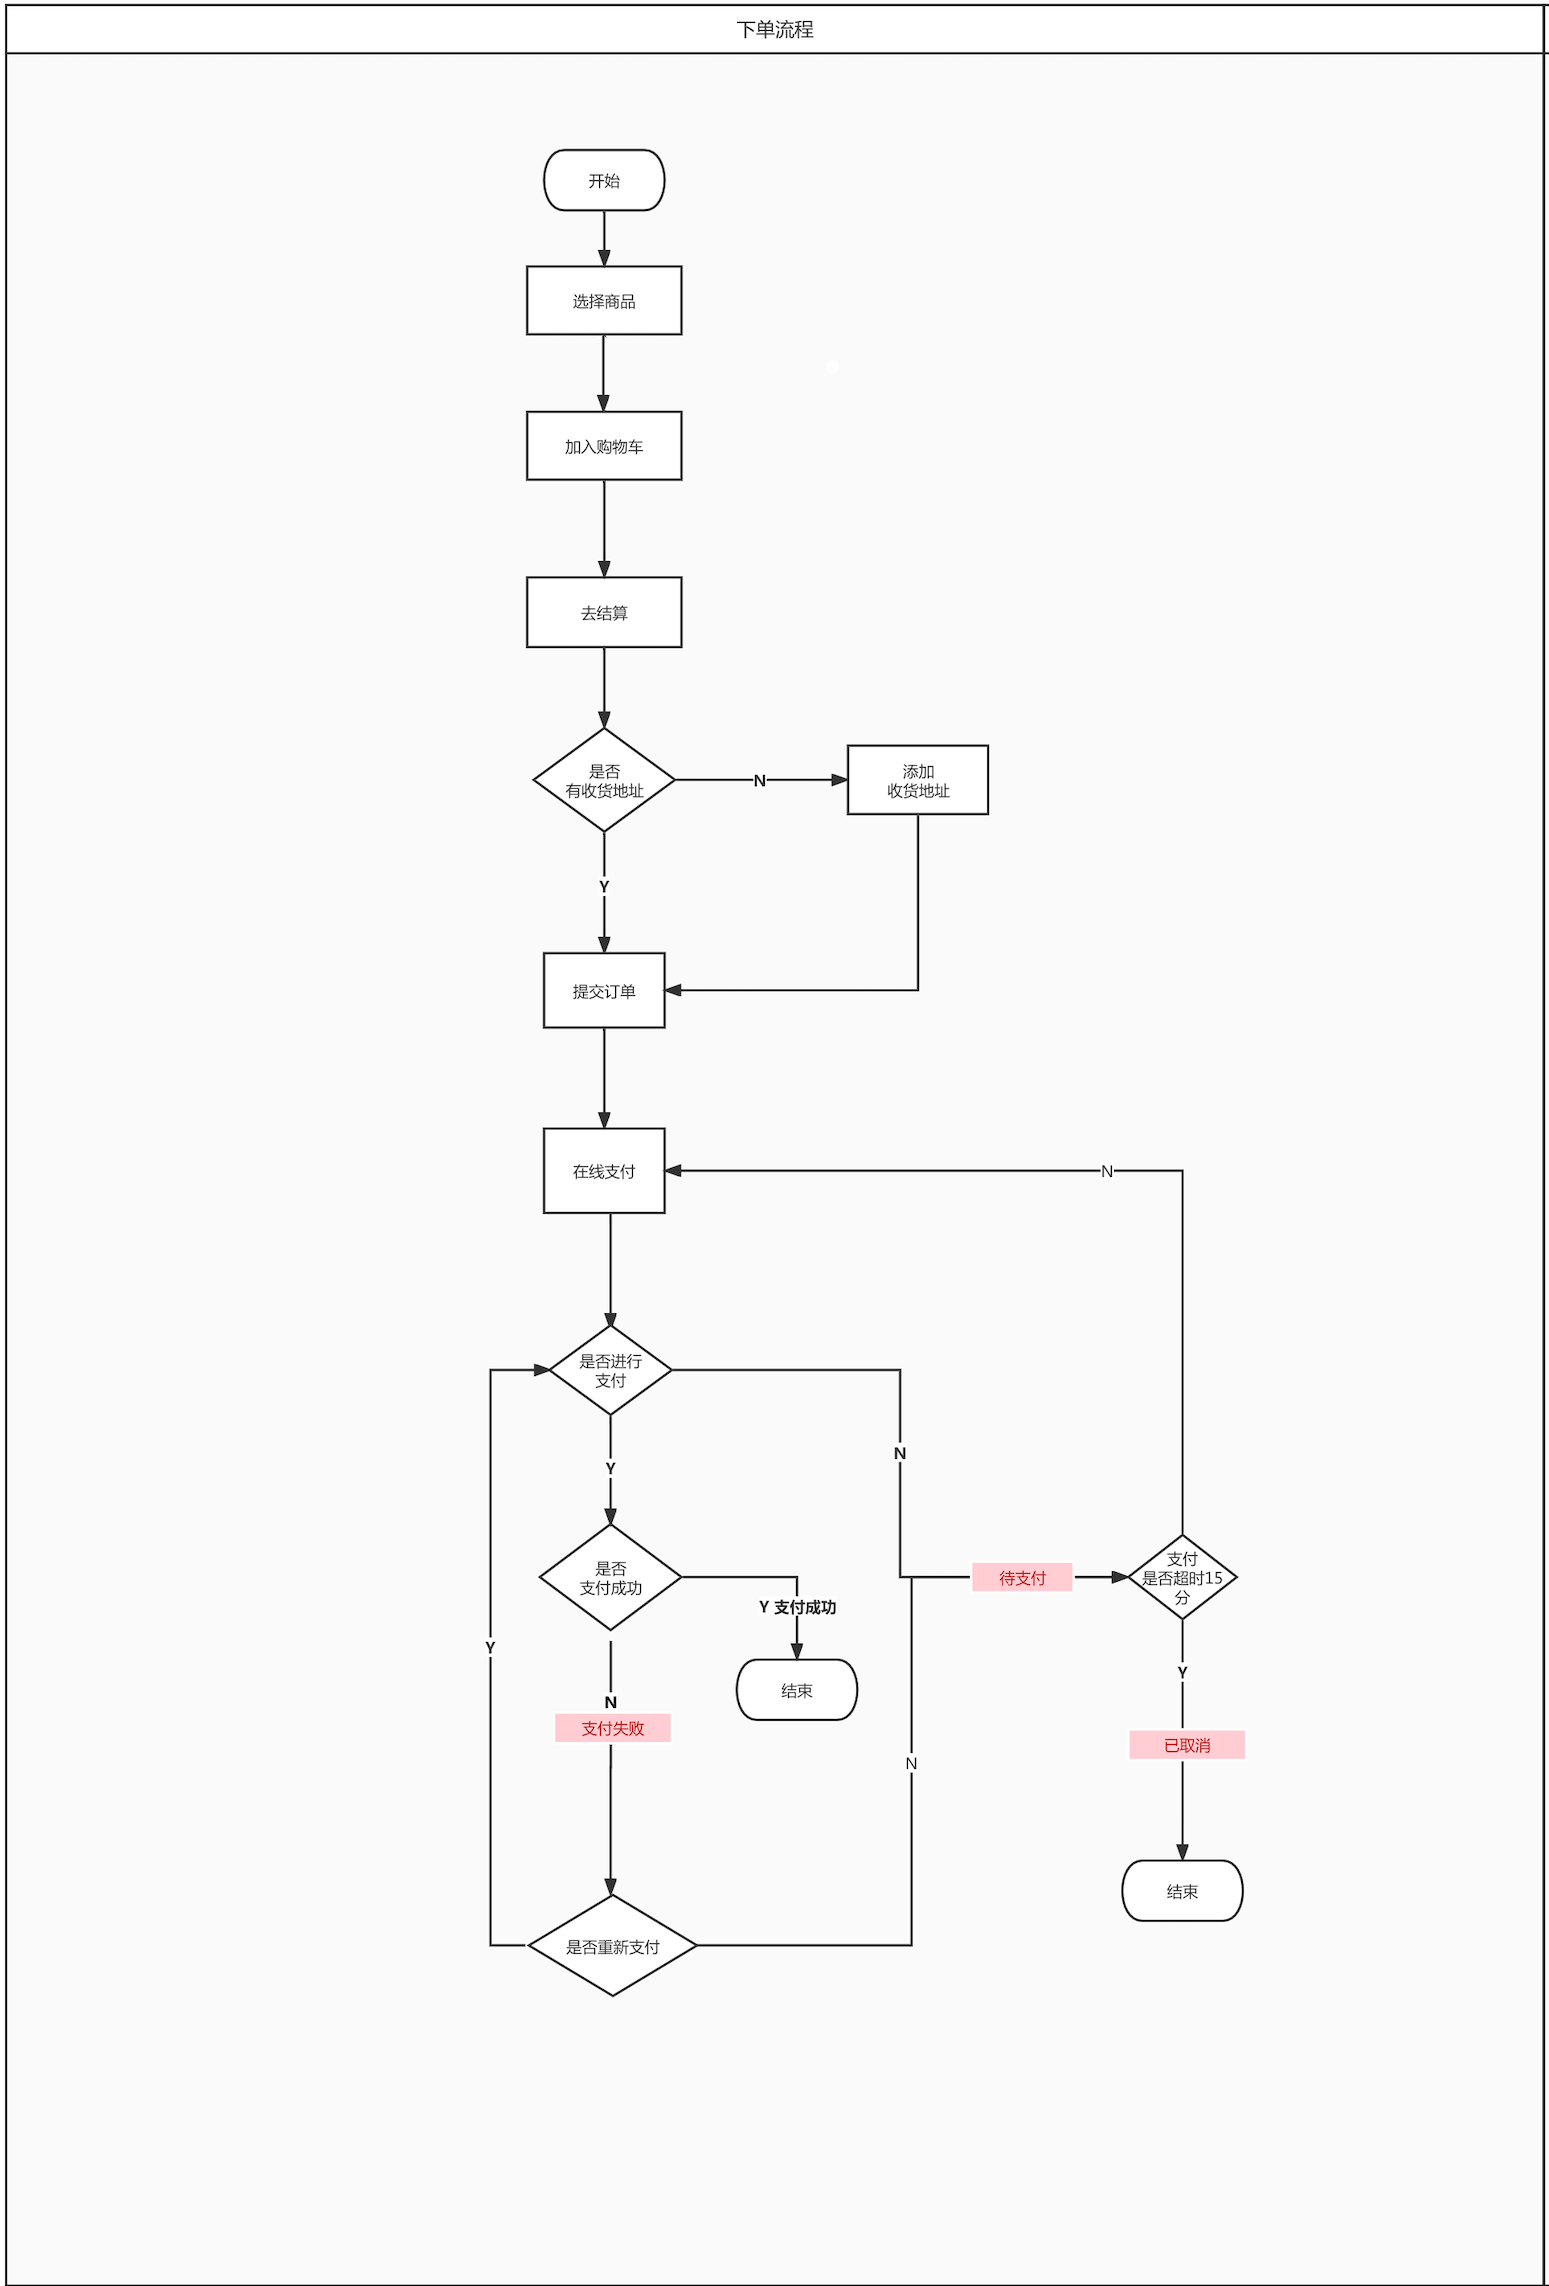 下单流程
开始
选择商品
加入购物车
去结算
是否
有收货地址
N
添加
收货地址
Y
提交订单
在线支付
N
是否进行
支付
N
Y
是否
支付成功
Y 支付成功
结束
待支付
支付
是否超时15
分
Y
Y
N
支付失败
已取消
N
结束
是否重新支付